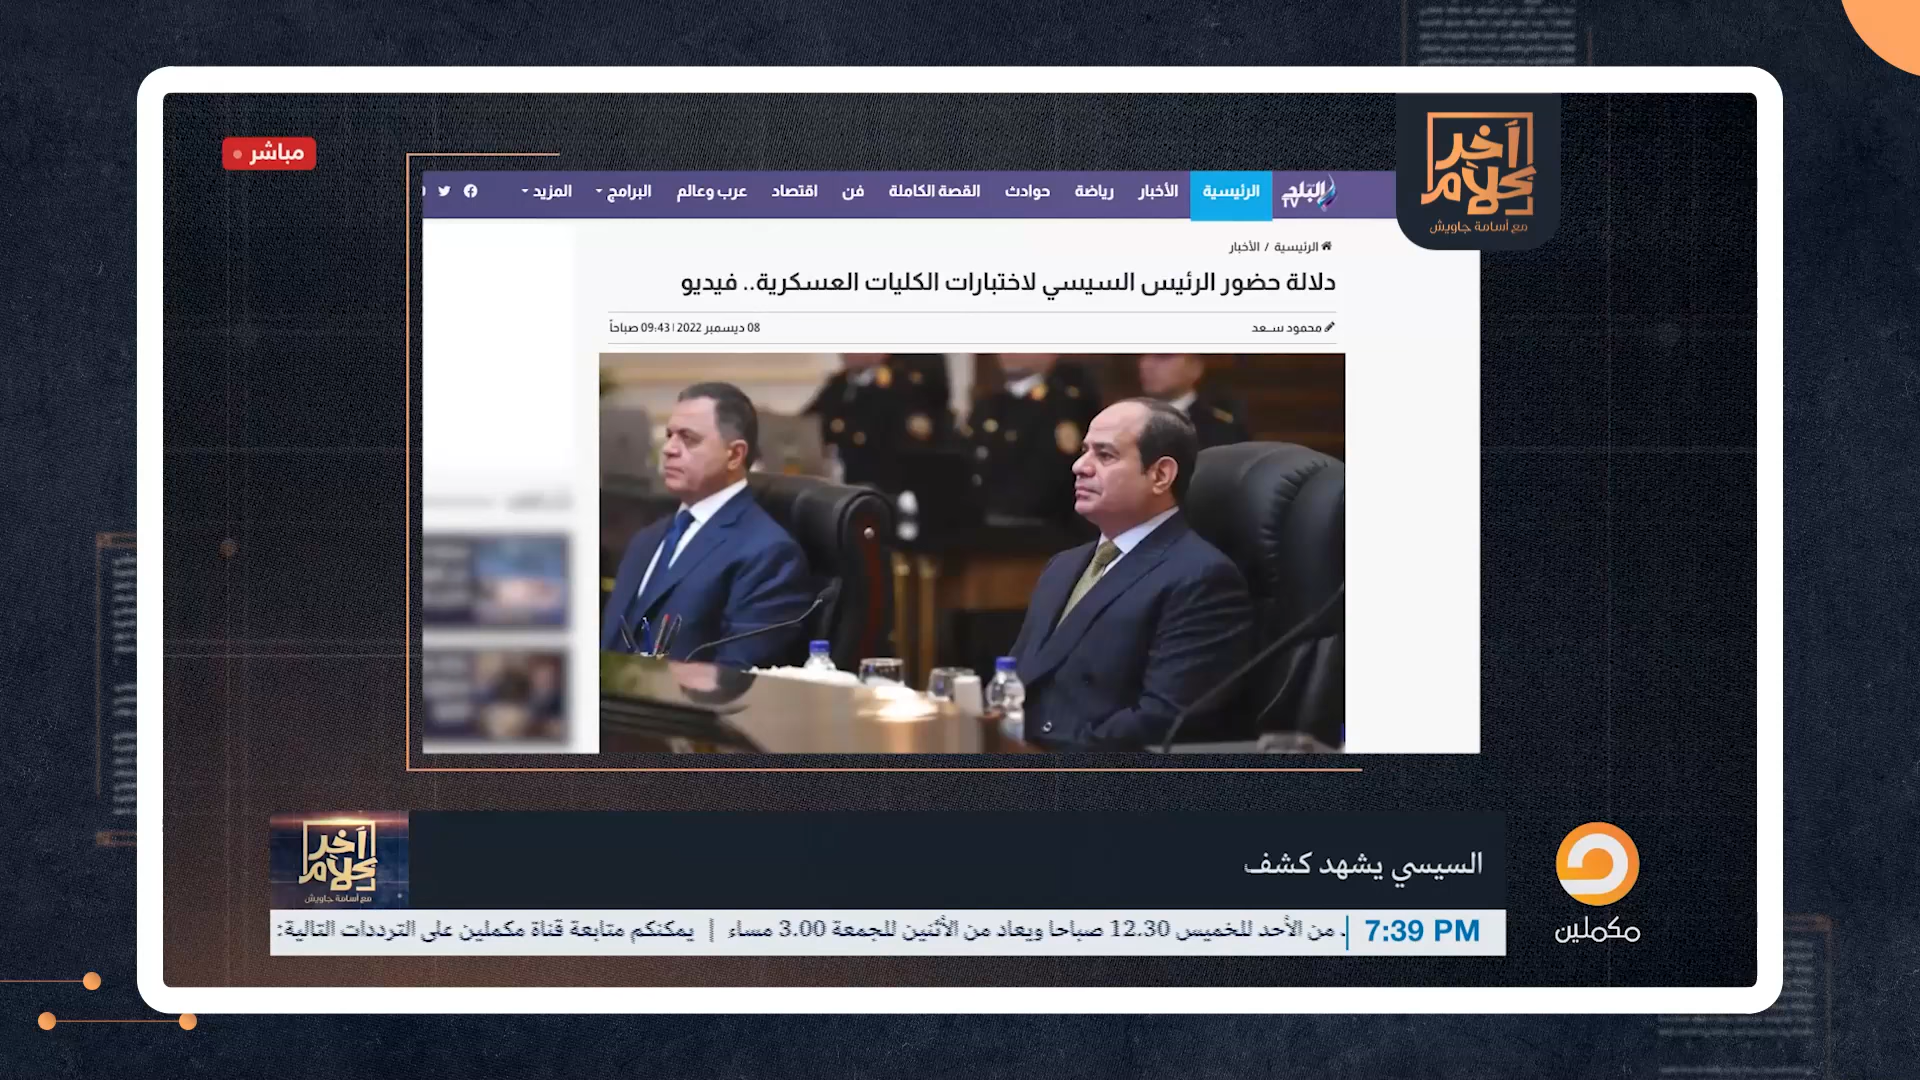 مباشر
أخر
كلام
مع أسامة جاويش
البلد TV
الرئيسية الأخبار رياضة حوادث القصة الكاملة فن اقتصاد عرب وعالم البرامج المزيد
الرئيسية / الأخبار
دلالة حضور الرئيس السيسي لاختبارات الكليات العسكرية.. فيديو
محمود سـعد
08 ديسمبر 2022 | 09:43 صباحاً
أخر
كلام
مع أسامة جاويش
السيسي يشهد كشف
7:39 PM
. من الأحد للخميس 12.30 صباحا ويعاد من الأثنين للجمعة 3.00 مساء | يمكنكم متابعة قناة مكملين على الترددات التالية:
مكملين